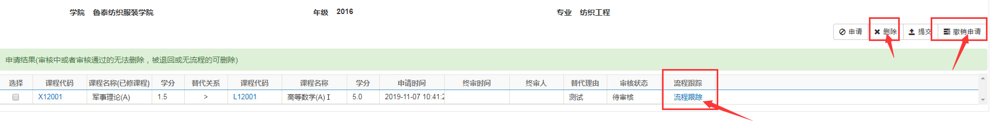 学院 鲁泰纺织服装学院 年级 2016 专业 纺织工程
申请 删除 提交 撤销申请
申请结果(审核中或者审核通过的无法删除，被退回或无流程的可删除)
选择 课程代码 课程名称(已修课程) 学分 替代关系 课程代码 课程名称 学分 申请时间 终审时间 终审人 替代理由 审核状态 流程跟踪
X12001 军事理论(A) 1.5 > L12001 高等数学(A) I 5.0 2019-11-07 10:41:2 测试 待审核 流程跟踪